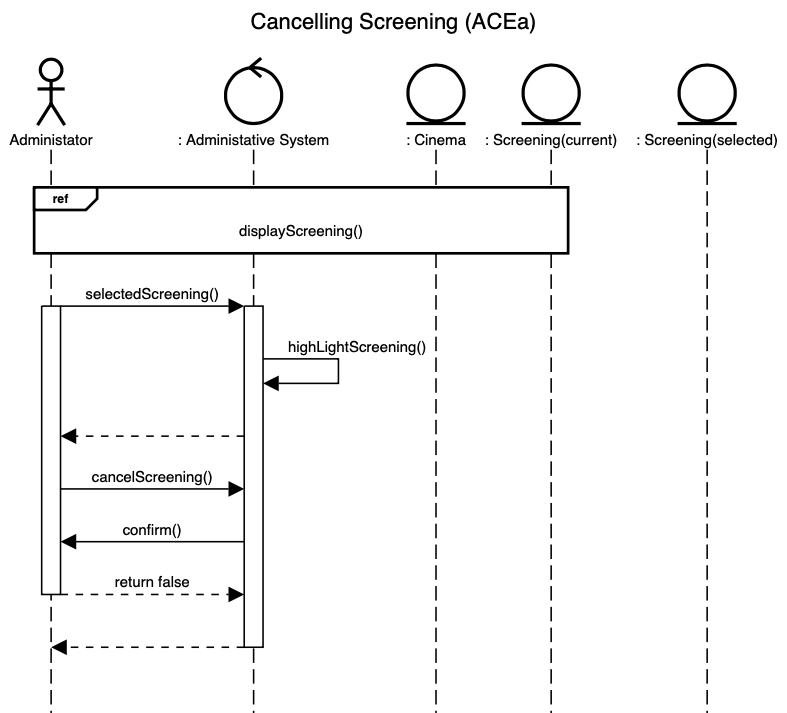 Cancelling Screening (ACEa)
Administator
: Administative System
: Cinema
: Screening(current)
: Screening(selected)
ref
displayScreening()
selectedScreening()
highLightScreening()
cancelScreening()
confirm()
return false